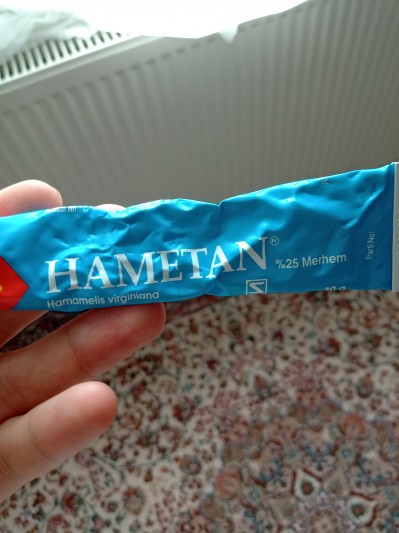 HAMETAN®
%25 Merhem
Hamamelis virginiana
Parti No: